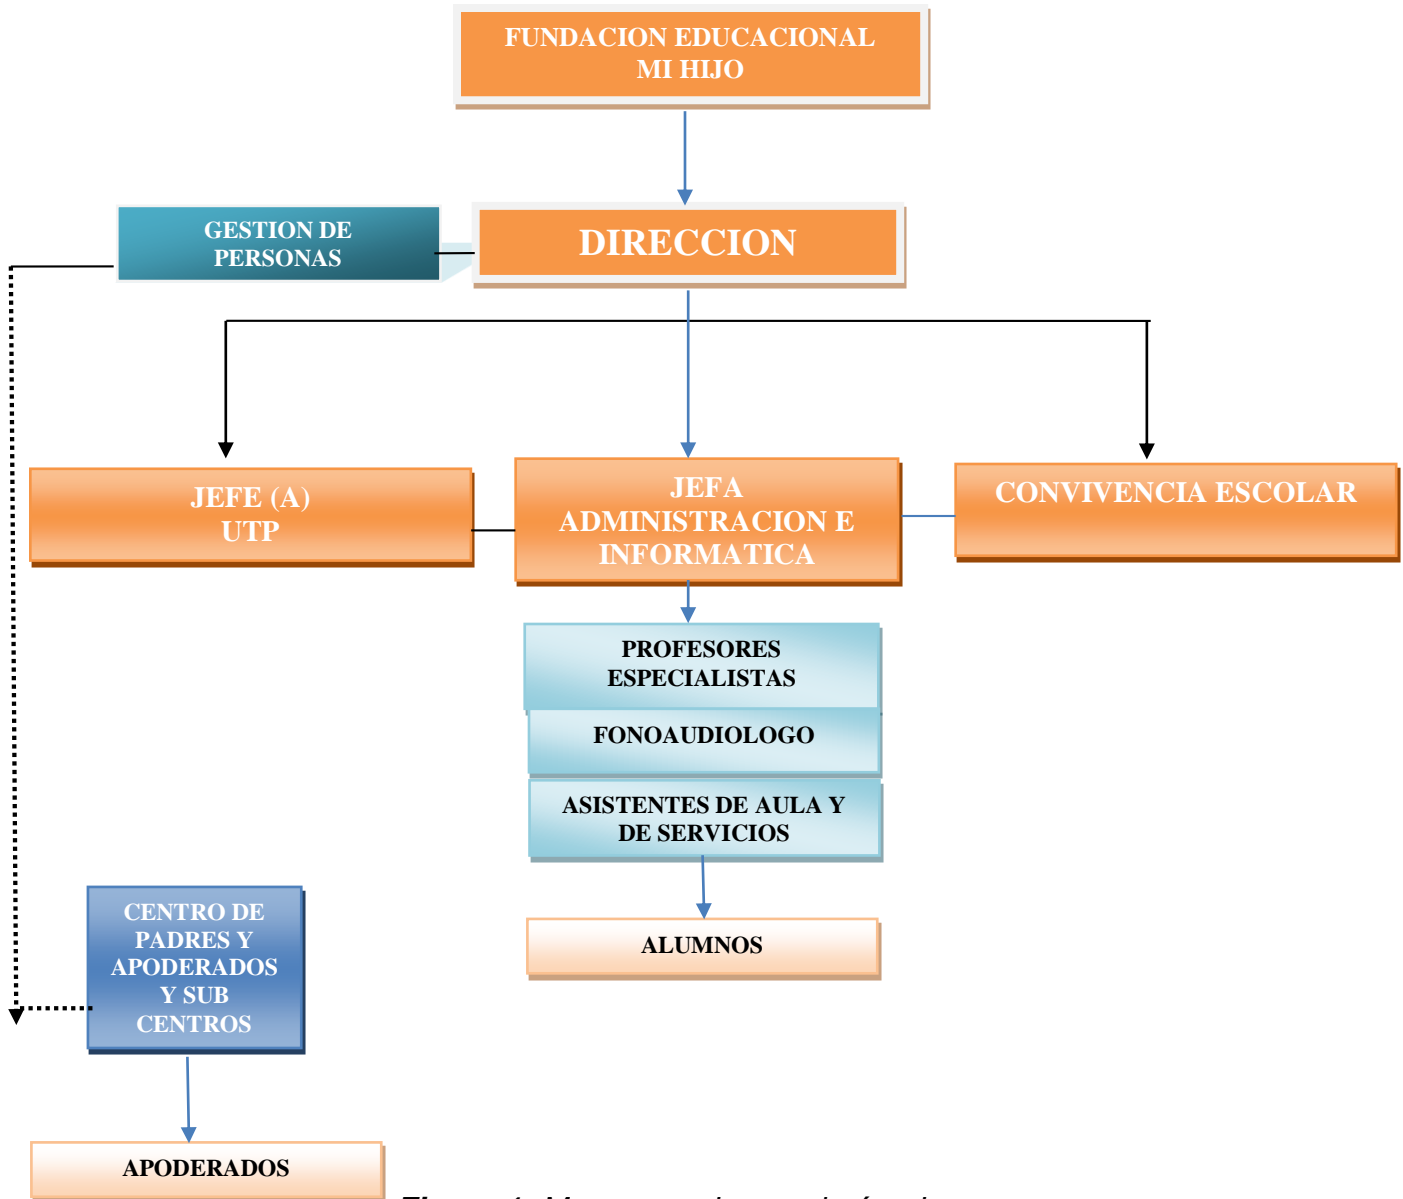 FUNDACION EDUCACIONAL
MI HIJO
GESTION DE
PERSONAS
DIRECCION
JEFE (A)
UTP
JEFA
ADMINISTRACION E
INFORMATICA
CONVIVENCIA ESCOLAR
PROFESORES
ESPECIALISTAS
FONOAUDIOLOGO
ASISTENTES DE AULA Y
DE SERVICIOS
CENTRO DE
PADRES Y
APODERADOS
Y SUB
CENTROS
ALUMNOS
APODERADOS